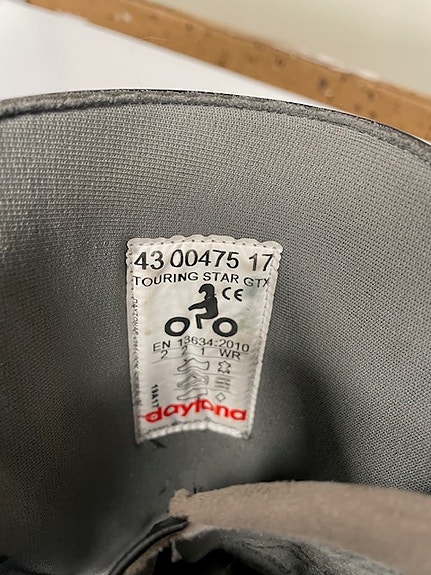 43 00475 17
TOURING STAR GTX
CE
EN 13634:2010
2 2 1 WR
daytona